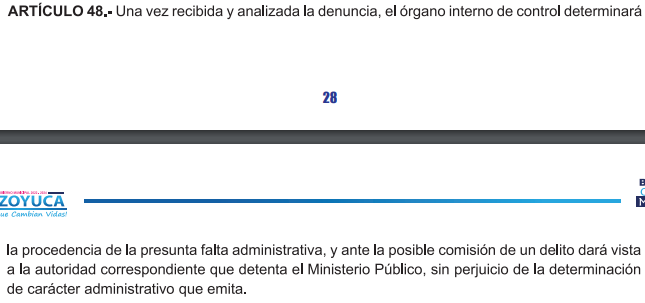 ARTÍCULO 48.- Una vez recibida y analizada la denuncia, el órgano interno de control determinará
28
ZOYUCA
ue Cambian Vidas!
la procedencia de la presunta falta administrativa, y ante la posible comisión de un delito dará vista
a la autoridad correspondiente que detenta el Ministerio Público, sin perjuicio de la determinación
de carácter administrativo que emita.